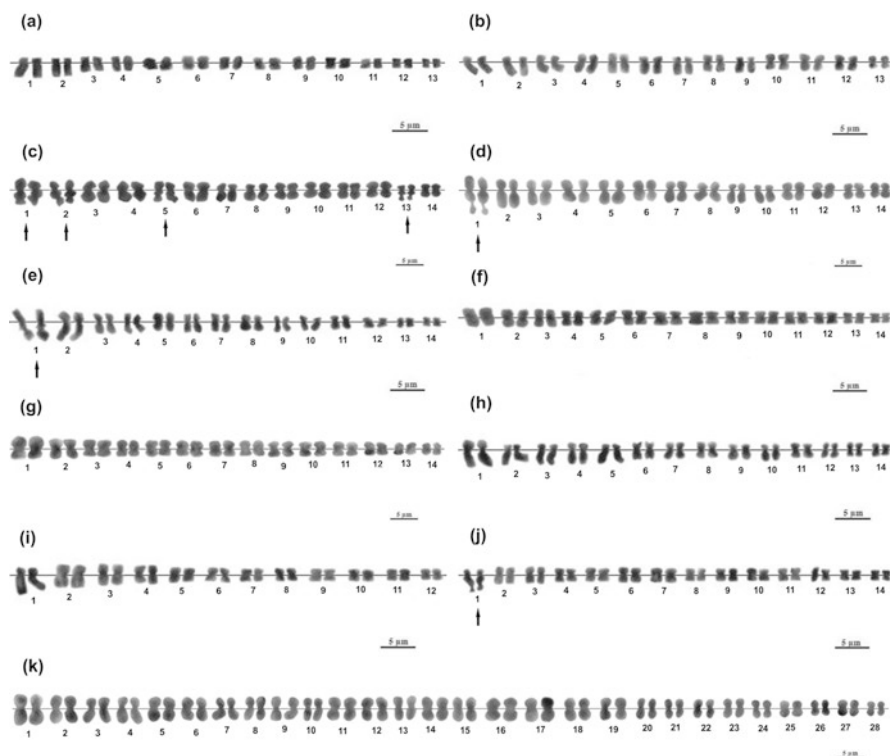 (a) (b)
1 2 3 4 5 6 7 8 9 10 11 12 13 1 2 3 4 5 6 7 8 9 10 11 12 13
5 µm 5 µm
(c) (d)
1 2 3 4 5 6 7 8 9 10 11 12 13 14 1 2 3 4 5 6 7 8 9 10 11 12 13 14
5 µm 5 µm
(e) (f)
1 2 3 4 5 6 7 8 9 10 11 12 13 14 1 2 3 4 5 6 7 8 9 10 11 12 13 14
5 µm 5 µm
(g) (h)
1 2 3 4 5 6 7 8 9 10 11 12 13 14 1 2 3 4 5 6 7 8 9 10 11 12 13 14
5 µm 5 µm
(i) (j)
1 2 3 4 5 6 7 8 9 10 11 12 1 2 3 4 5 6 7 8 9 10 11 12 13 14
5 µm 5 µm
(k)
1 2 3 4 5 6 7 8 9 10 11 12 13 14 15 16 17 18 19 20 21 22 23 24 25 26 27 28
5 µm